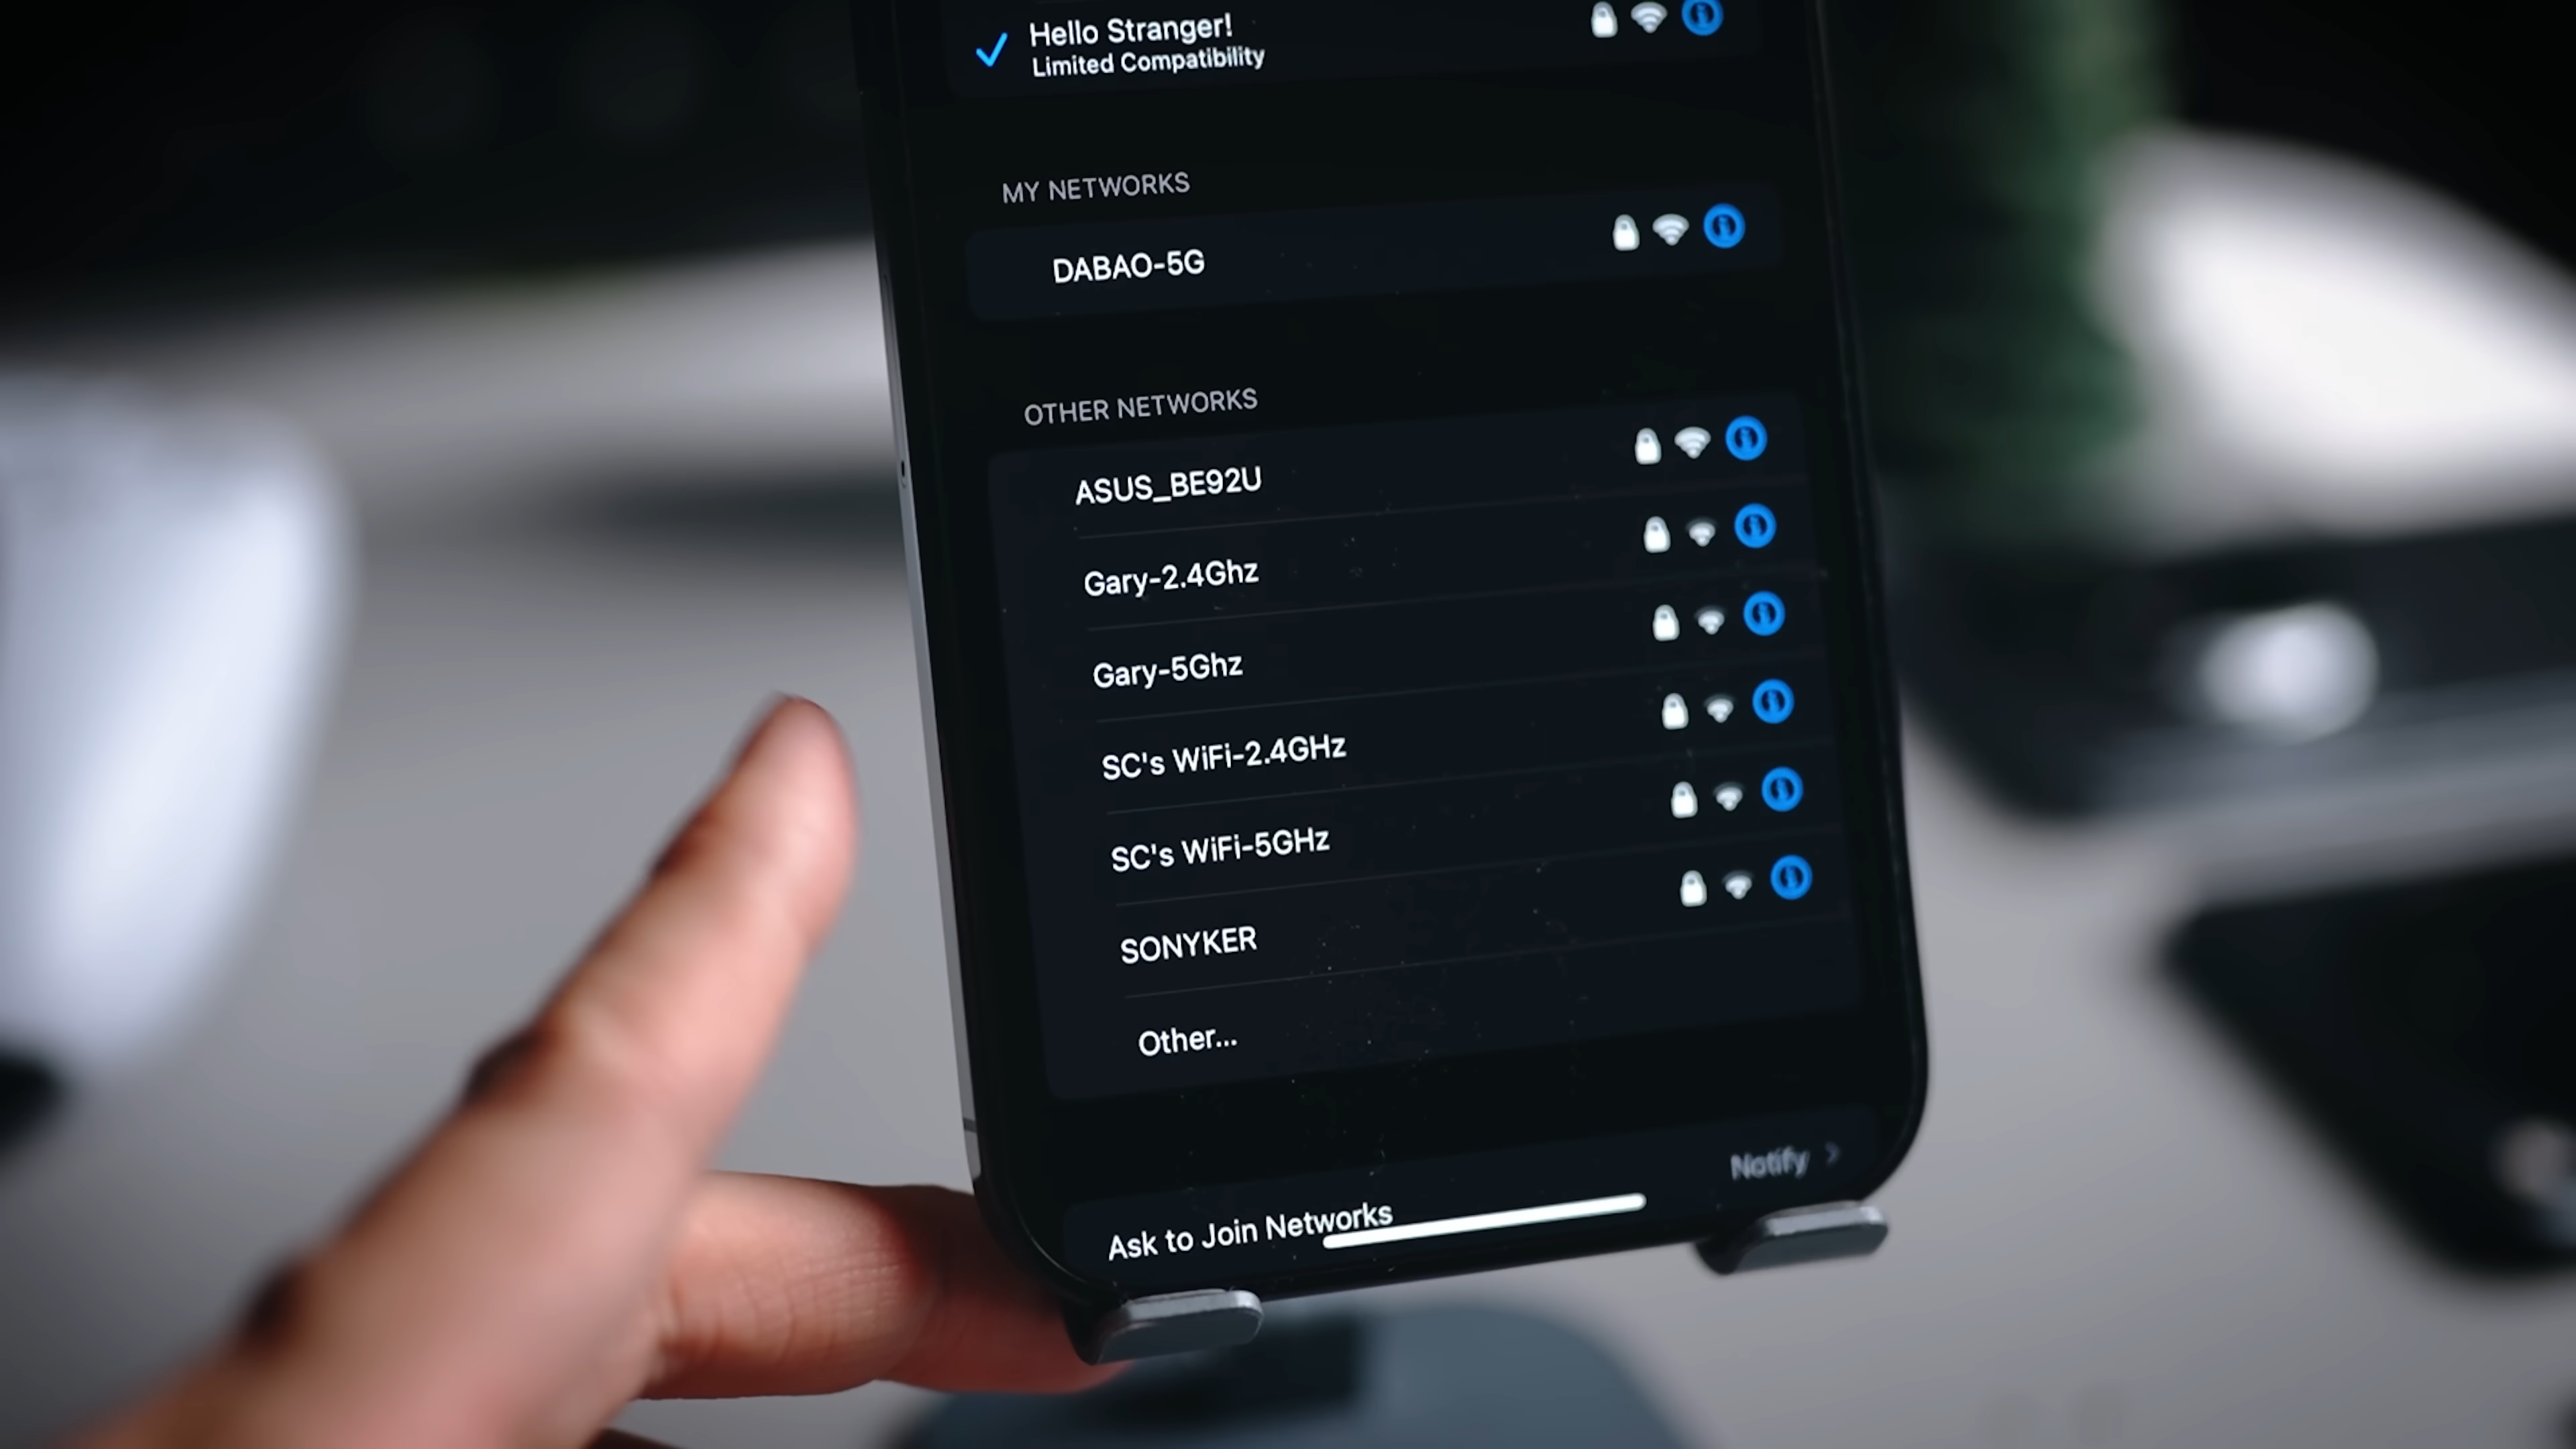 Hello Stranger!
Limited Compatibility
MY NETWORKS
DABAO-5G
OTHER NETWORKS
ASUS_BE92U
Gary-2.4Ghz
Gary-5Ghz
SC's WiFi-2.4GHz
SC's WiFi-5GHz
SONYKER
Other...
Ask to Join Networks
Notify